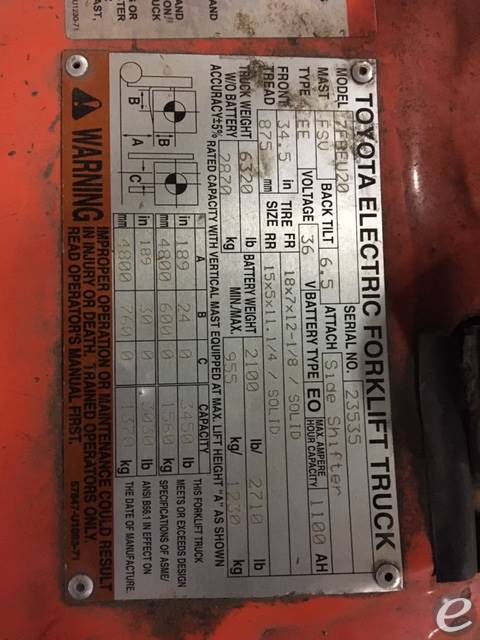 TOYOTA ELECTRIC FORKLIFT TRUCK
MODEL 7FBEU20 SERIAL NO. 23535
MAST FSV BACK TILT 6.5 ATTACH Side Shifter
TYPE EE VOLTAGE 36 V BATTERY TYPE EO MAX AMPERE HOUR CAPACITY 1100 AH
FRONT TREAD 34.5 in TIRE FR 18x7x12-1/8 / SOLID
875 mm SIZE RR 15x5x11.1/4 / SOLID
TRUCK WEIGHT W/O BATTERY ACCURACY±5% 6320 lb BATTERY WEIGHT MIN/MAX. 2100 lb/ 2710 lb
2870 kg 955 kg/ 1230 kg
RATED CAPACITY WITH VERTICAL MAST EQUIPPED AT MAX. LIFT HEIGHT "A" AS SHOWN
A B C CAPACITY
in 189 24 0 3450 lb
mm 4800 600 0 1560 kg
in 189 30 0 lb
mm 4800 760 0 1320 kg
B
A
B
C
THIS FORKLIFT TRUCK
MEETS OR EXCEEDS DESIGN
SPECIFICATIONS OF ASME/
ANSI B56.1 IN EFFECT ON
THE DATE OF MANUFACTURE.
WARNING
IMPROPER OPERATION OR MAINTENANCE COULD RESULT
IN INJURY OR DEATH. TRAINED OPERATORS ONLY.
READ OPERATOR'S MANUAL FIRST.